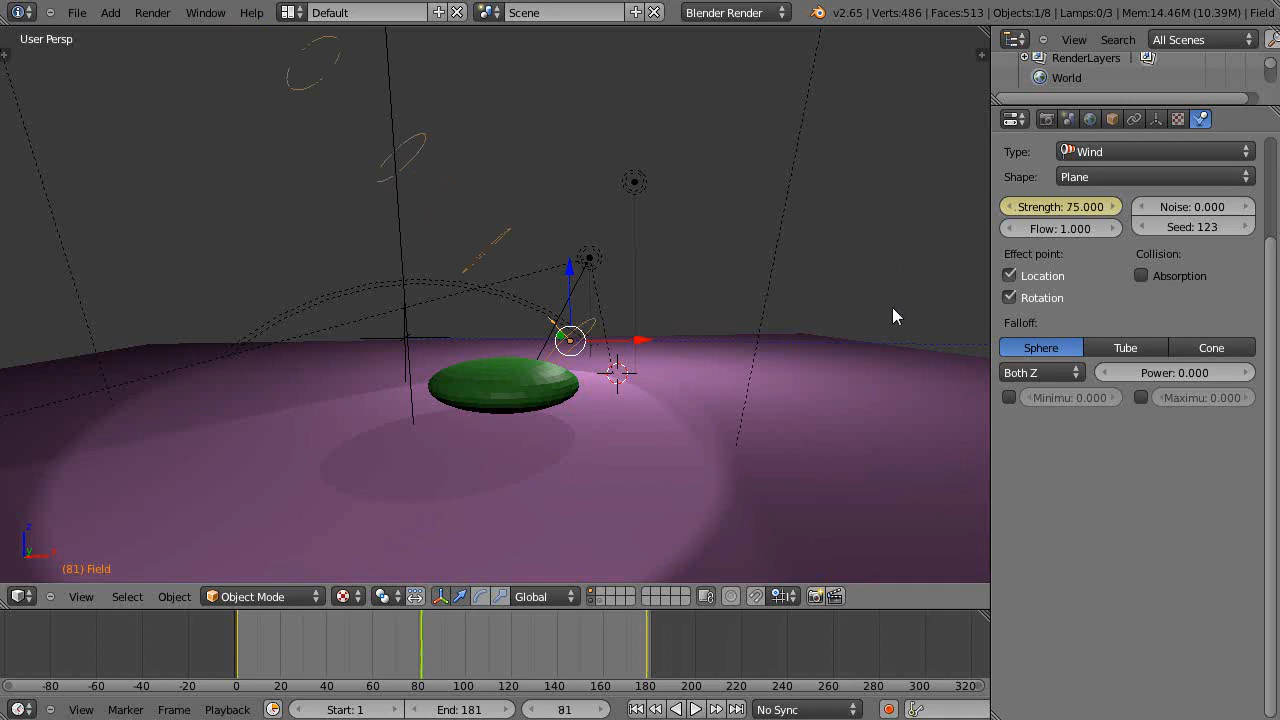 File Add Render Window Help Default Scene Blender Render v2.65 | Verts:486 | Faces:513 | Objects:1/8 | Lamps:0/3 | Mem:14.46M (10.39M) | Field
User Persp
View Search All Scenes
RenderLayers
World
Type: Wind
Shape: Plane
Strength: 75.000 Noise: 0.000
Flow: 1.000 Seed: 123
Effect point: Collision:
Location Absorption
Rotation
Falloff:
Sphere Tube Cone
Both Z Power: 0.000
Minimu: 0.000 Maximu: 0.000
z
y x
(81) Field
View Select Object Object Mode Global
-80 -60 -40 -20 0 20 40 60 80 100 120 140 160 180 200 220 240 260 280 300 320
View Marker Frame Playback Start: 1 End: 181 81 No Sync